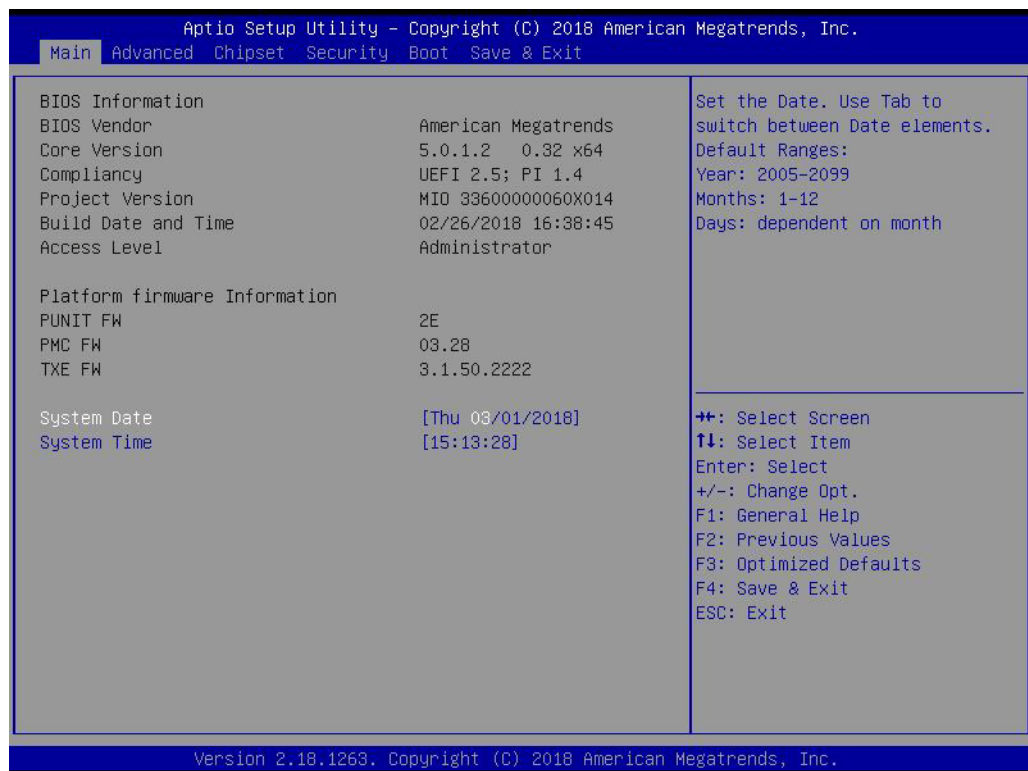 Aptio Setup Utility – Copyright (C) 2018 American Megatrends, Inc.
Main Advanced Chipset Security Boot Save & Exit
BIOS Information
BIOS Vendor American Megatrends
Core Version 5.0.1.2 0.32 x64
Compliancy UEFI 2.5; PI 1.4
Project Version MIO 33600000060X014
Build Date and Time 02/26/2018 16:38:45
Access Level Administrator
Platform firmware Information
PUNIT FW 2E
PMC FW 03.28
TXE FW 3.1.50.2222
System Date [Thu 03/01/2018]
System Time [15:13:28]
Set the Date. Use Tab to
switch between Date elements.
Default Ranges:
Year: 2005-2099
Months: 1-12
Days: dependent on month
→←: Select Screen
↑↓: Select Item
Enter: Select
+/-: Change Opt.
F1: General Help
F2: Previous Values
F3: Optimized Defaults
F4: Save & Exit
ESC: Exit
Version 2.18.1263. Copyright (C) 2018 American Megatrends, Inc.